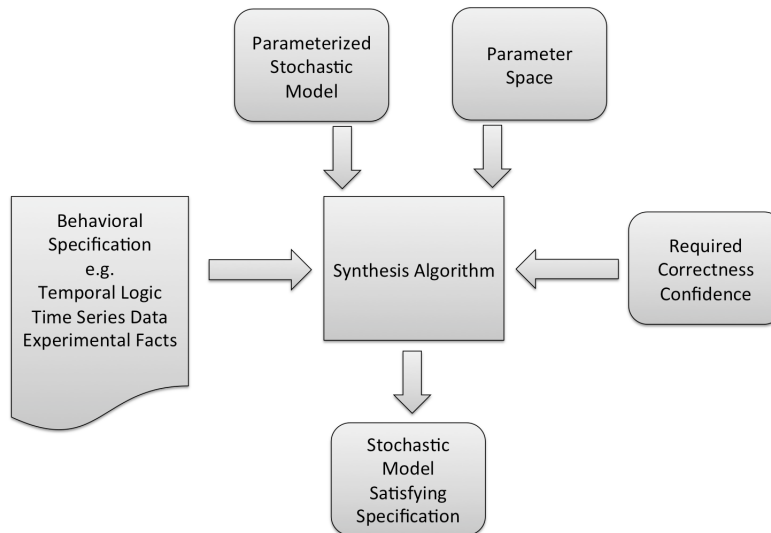 Parameterized
Stochastic
Model
Parameter
Space
Behavioral
Specification
e.g.
Temporal Logic
Time Series Data
Experimental Facts
Synthesis Algorithm
Required
Correctness
Confidence
Stochastic
Model
Satisfying
Specification